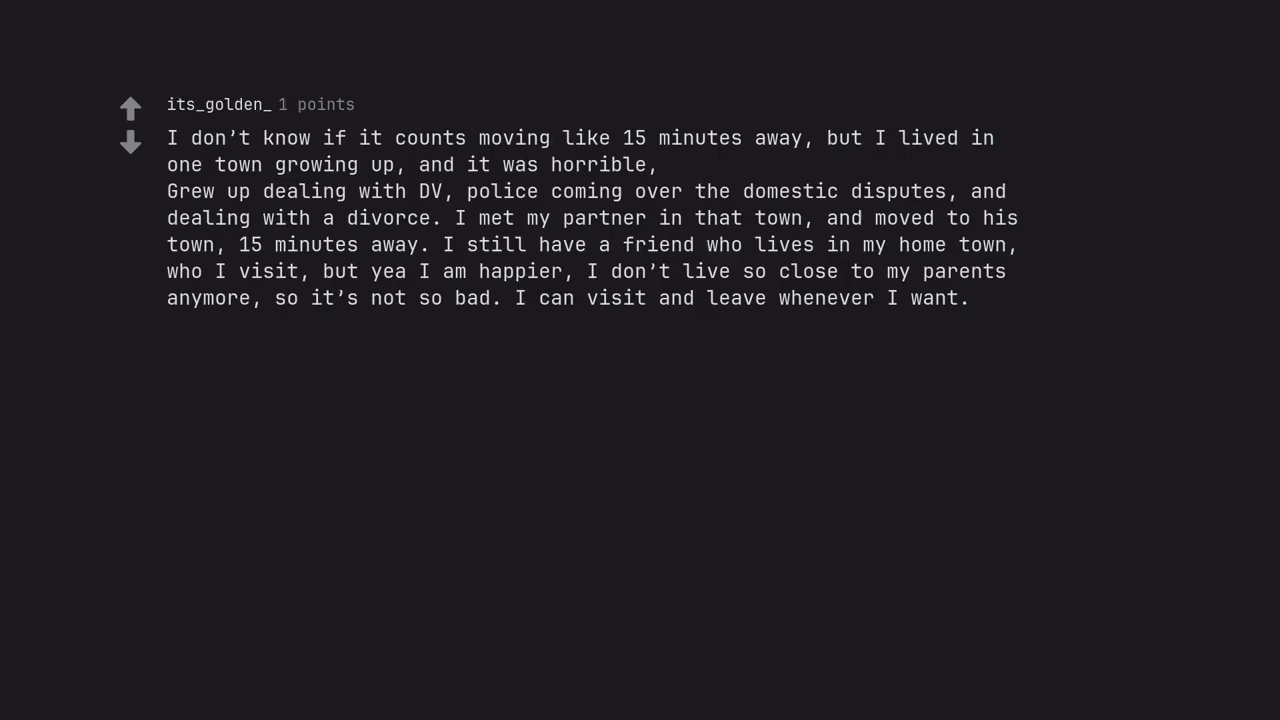 its_golden_ 1 points
I don’t know if it counts moving like 15 minutes away, but I lived in
one town growing up, and it was horrible,
Grew up dealing with DV, police coming over the domestic disputes, and
dealing with a divorce. I met my partner in that town, and moved to his
town, 15 minutes away. I still have a friend who lives in my home town,
who I visit, but yea I am happier, I don’t live so close to my parents
anymore, so it’s not so bad. I can visit and leave whenever I want.